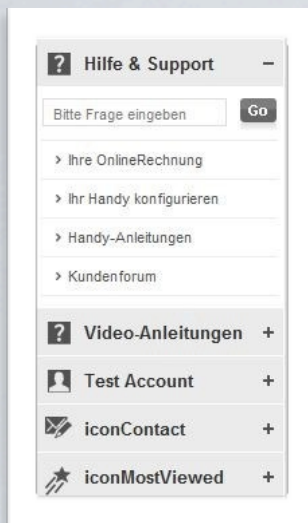 Hilfe & Support
Bitte Frage eingeben
Go
Ihre OnlineRechnung
Ihr Handy konfigurieren
Handy-Anleitungen
Kundenforum
Video-Anleitungen
Test Account
iconContact
iconMostViewed